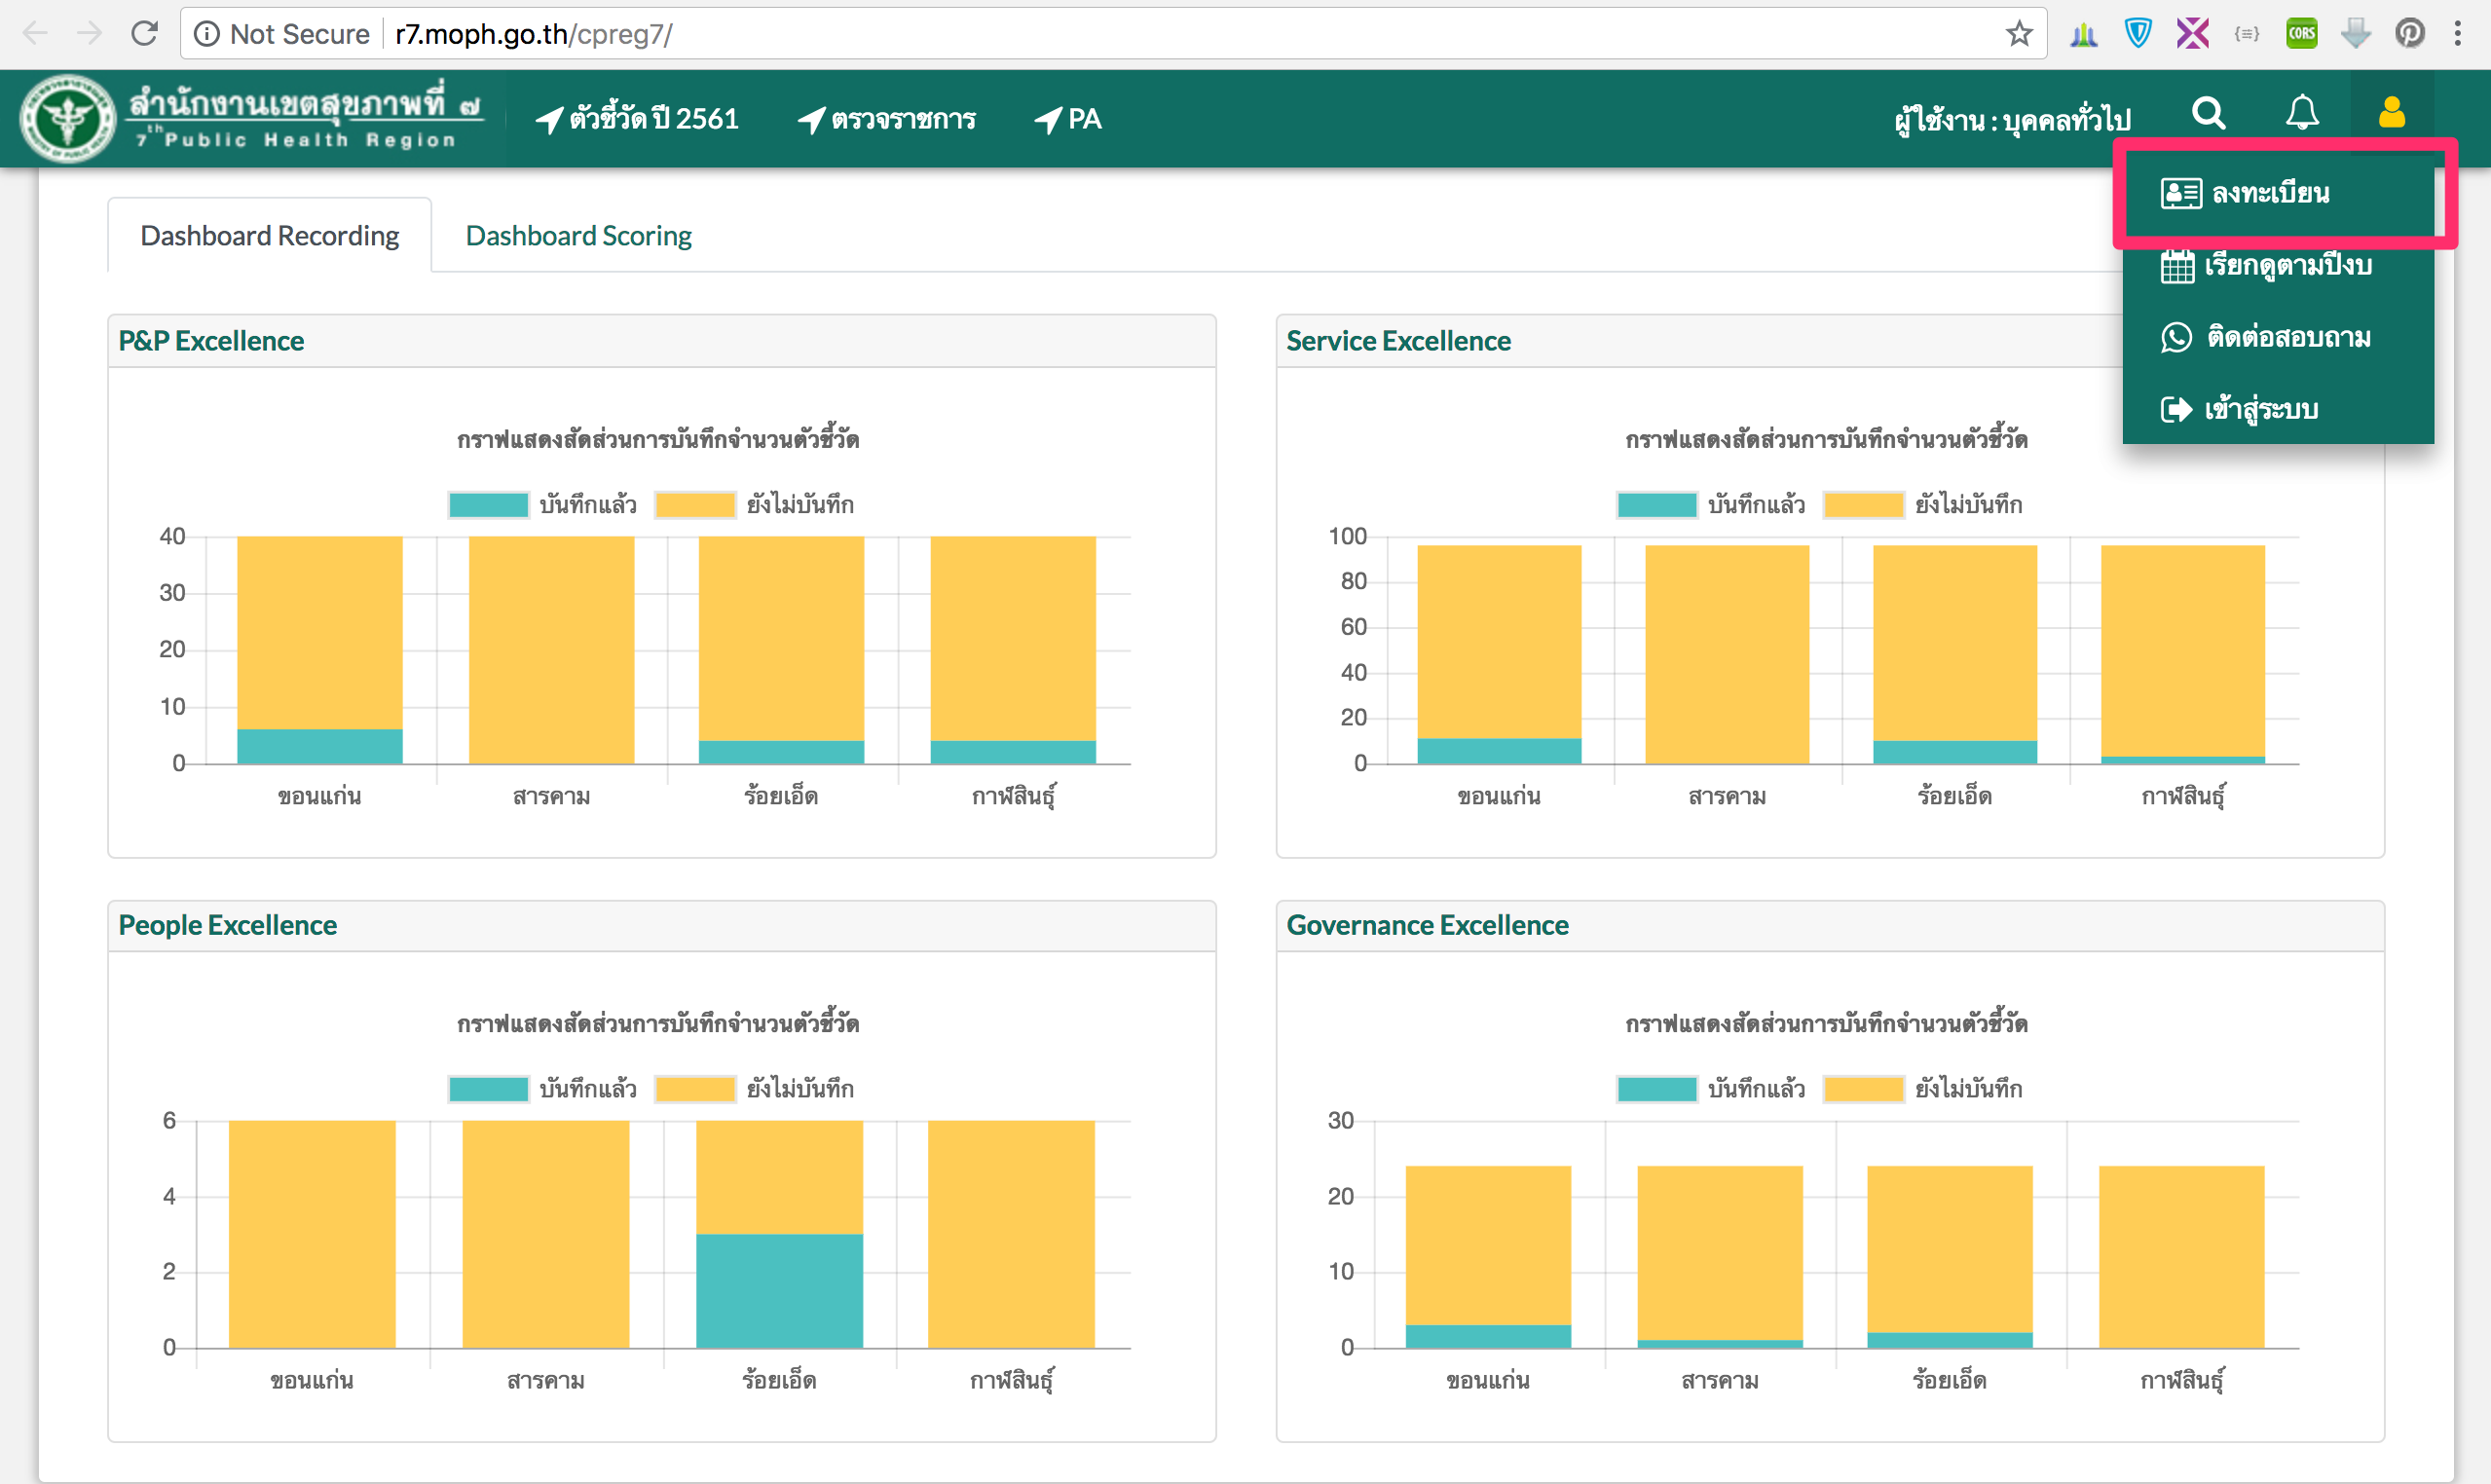 Not Secure r7.moph.go.th/cpreg7/
CORS
สำนักงานเขตสุขภาพที่ ๗
7th Public Health Region
ตัวชี้วัด ปี 2561
ตรวจราชการ
PA
ผู้ใช้งาน : บุคคลทั่วไป
ลงทะเบียน
เรียกดูตามปีงบ
ติดต่อสอบถาม
เข้าสู่ระบบ
Dashboard Recording
Dashboard Scoring
P&P Excellence
กราฟแสดงสัดส่วนการบันทึกจำนวนตัวชี้วัด
บันทึกแล้ว ยังไม่บันทึก
40
30
20
10
0
ขอนแก่น สารคาม ร้อยเอ็ด กาฬสินธุ์
Service Excellence
กราฟแสดงสัดส่วนการบันทึกจำนวนตัวชี้วัด
บันทึกแล้ว ยังไม่บันทึก
100
80
60
40
20
0
ขอนแก่น สารคาม ร้อยเอ็ด กาฬสินธุ์
People Excellence
กราฟแสดงสัดส่วนการบันทึกจำนวนตัวชี้วัด
บันทึกแล้ว ยังไม่บันทึก
6
4
2
0
ขอนแก่น สารคาม ร้อยเอ็ด กาฬสินธุ์
Governance Excellence
กราฟแสดงสัดส่วนการบันทึกจำนวนตัวชี้วัด
บันทึกแล้ว ยังไม่บันทึก
30
20
10
0
ขอนแก่น สารคาม ร้อยเอ็ด กาฬสินธุ์